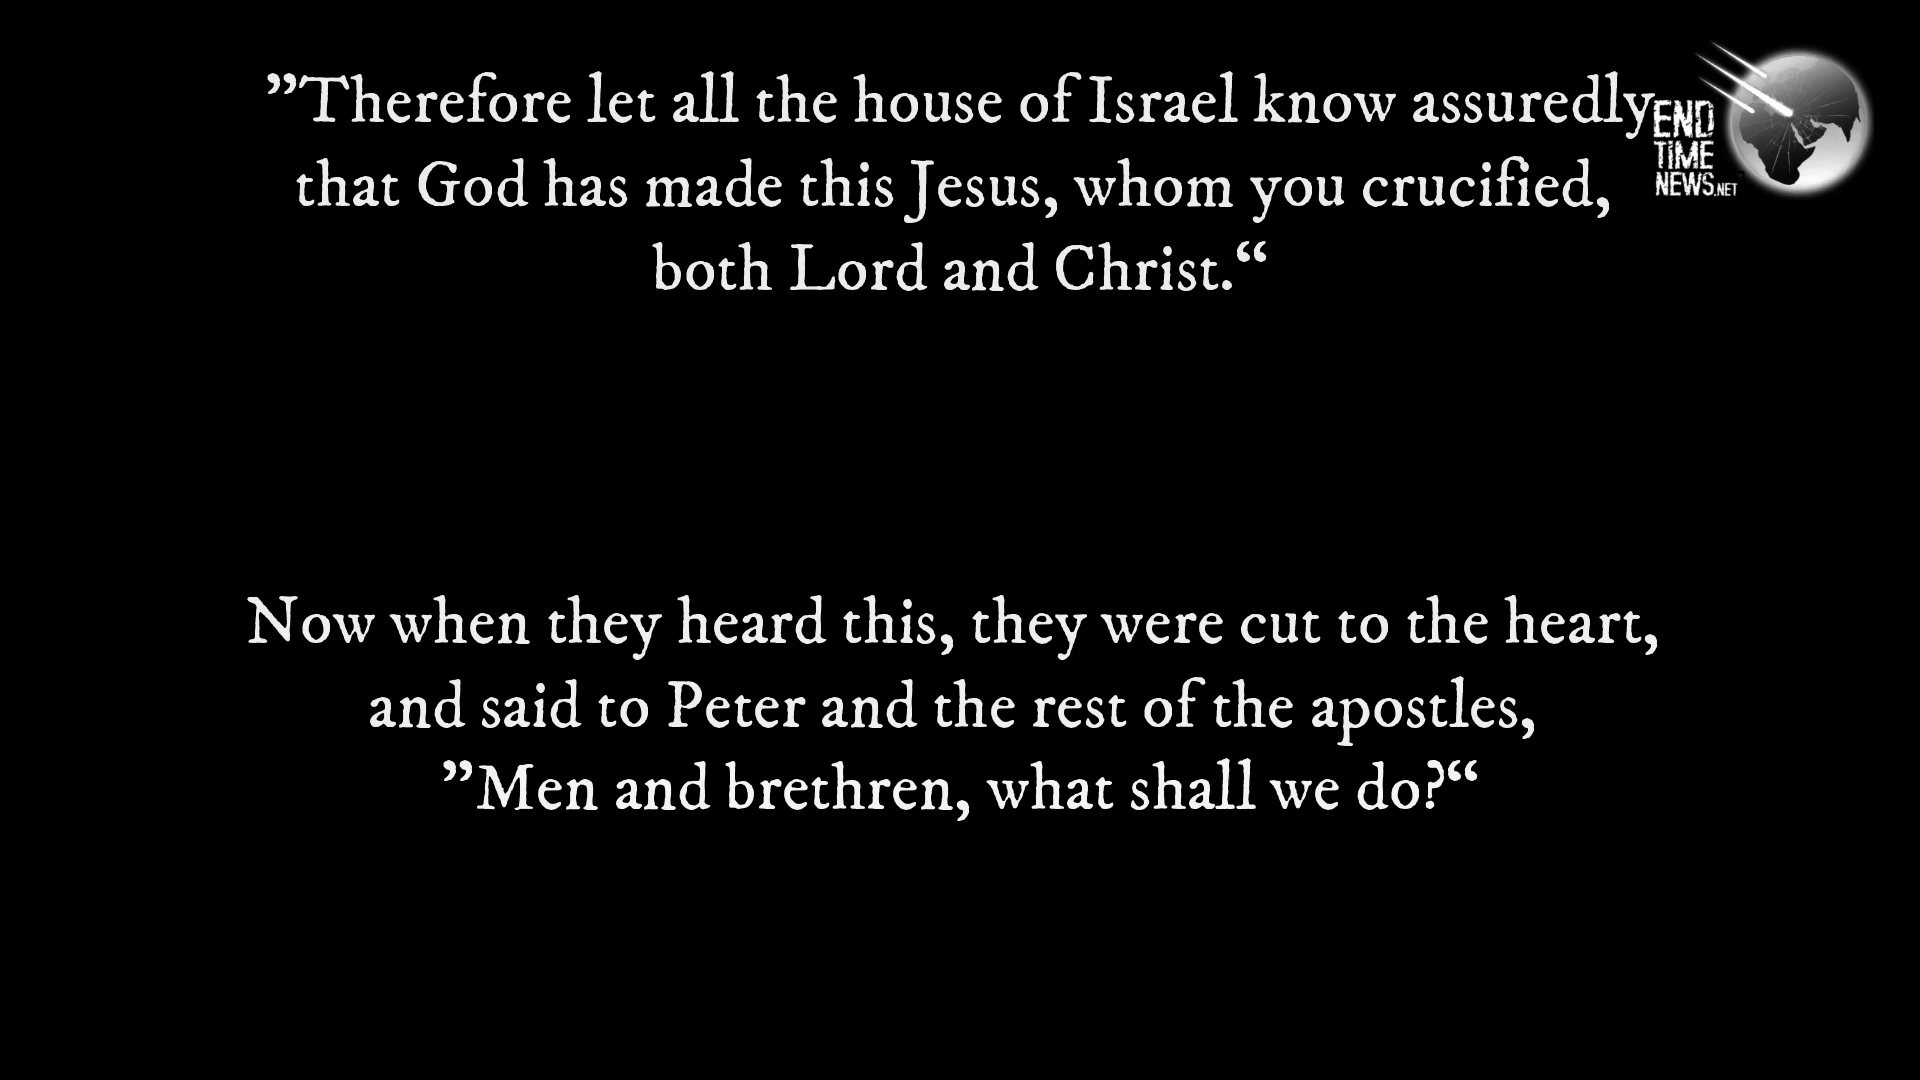 ”Therefore let all the house of Israel know assuredly
that God has made this Jesus, whom you crucified,
both Lord and Christ.“
END
TIME
NEWS.NET
Now when they heard this, they were cut to the heart,
and said to Peter and the rest of the apostles,
”Men and brethren, what shall we do?“